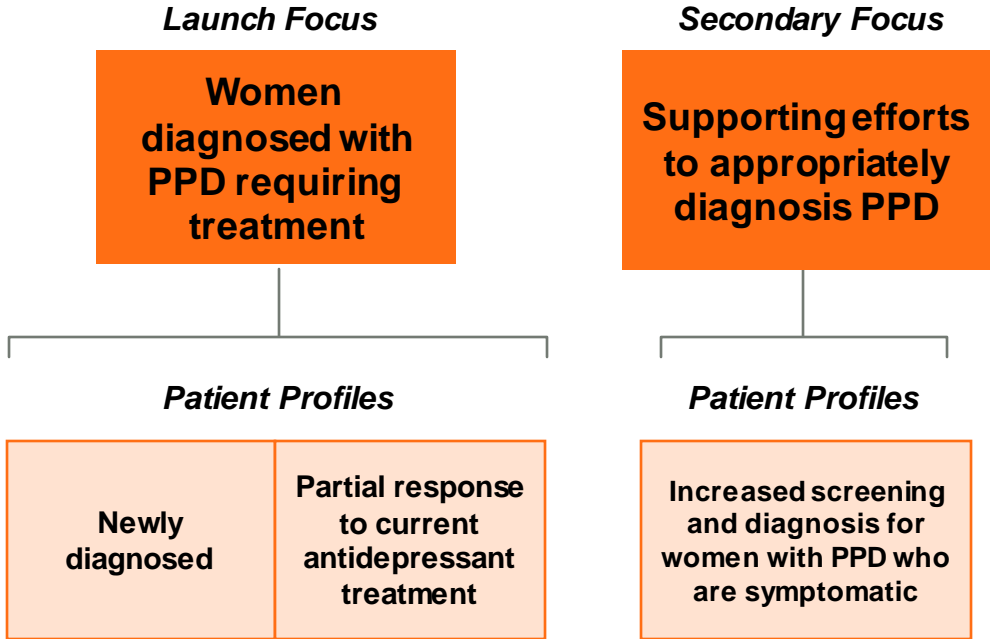 Launch Focus
Women
diagnosed with
PPD requiring
treatment
Patient Profiles
Newly
diagnosed
Partial response
to current
antidepressant
treatment
Secondary Focus
Supporting efforts
to appropriately
diagnosis PPD
Patient Profiles
Increased screening
and diagnosis for
women with PPD who
are symptomatic